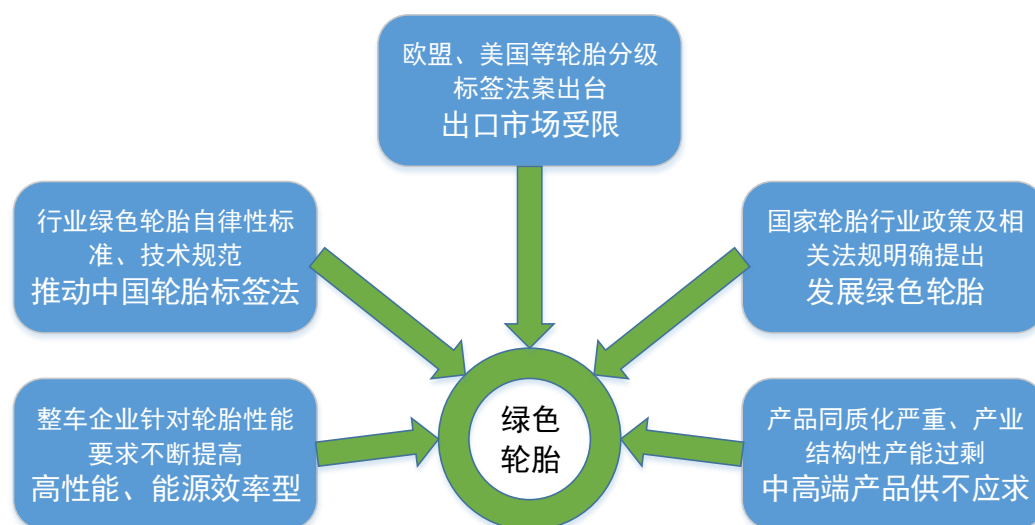 欧盟、美国等轮胎分级
标签法案出台
出口市场受限
行业绿色轮胎自律性标
准、技术规范
推动中国轮胎标签法
国家轮胎行业政策及相
关法规明确提出
发展绿色轮胎
整车企业针对轮胎性能
要求不断提高
高性能、能源效率型
绿色
轮胎
产品同质化严重、产业
结构性产能过剩
中高端产品供不应求